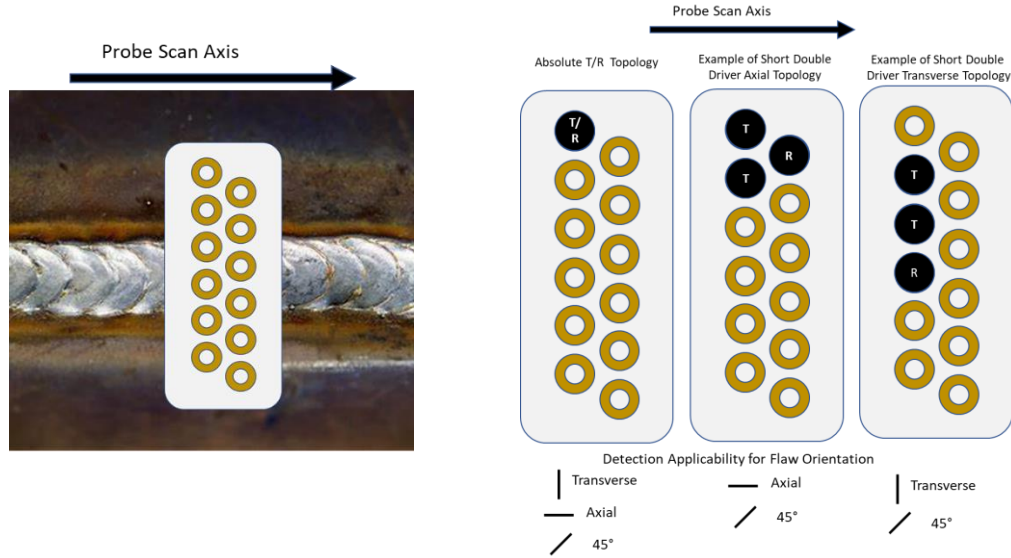 Probe Scan Axis
Probe Scan Axis
Absolute T/R Topology
Example of Short Double
Driver Axial Topology
Example of Short Double
Driver Transverse Topology
T/
R
T
T
R
T
T
R
Detection Applicability for Flaw Orientation
Transverse
Axial
45°
Axial
45°
Transverse
45°